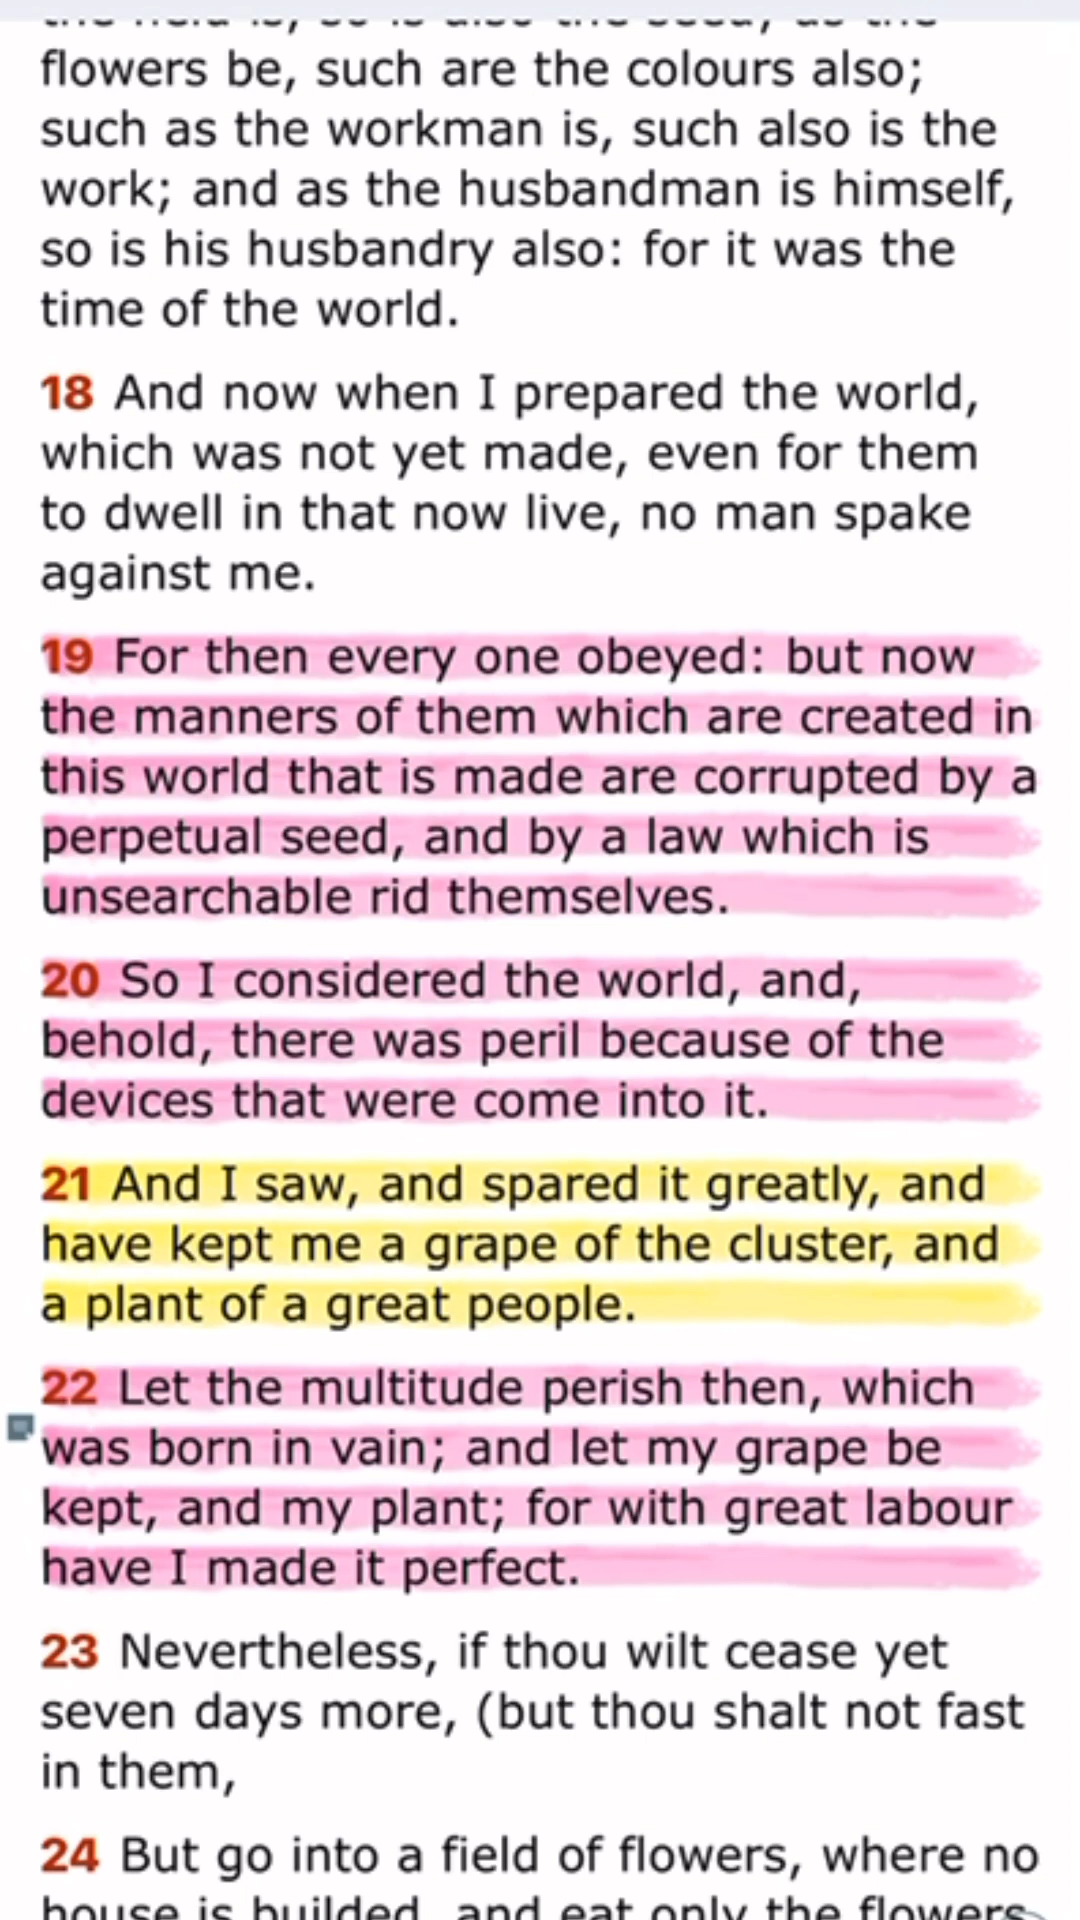 flowers be, such are the colours also;
such as the workman is, such also is the
work; and as the husbandman is himself,
so is his husbandry also: for it was the
time of the world.
18 And now when I prepared the world,
which was not yet made, even for them
to dwell in that now live, no man spake
against me.
19 For then every one obeyed: but now
the manners of them which are created in
this world that is made are corrupted by a
perpetual seed, and by a law which is
unsearchable rid themselves.
20 So I considered the world, and,
behold, there was peril because of the
devices that were come into it.
21 And I saw, and spared it greatly, and
have kept me a grape of the cluster, and
a plant of a great people.
22 Let the multitude perish then, which
was born in vain; and let my grape be
kept, and my plant; for with great labour
have I made it perfect.
23 Nevertheless, if thou wilt cease yet
seven days more, (but thou shalt not fast
in them,
24 But go into a field of flowers, where no
house is builded, and eat only the flowers